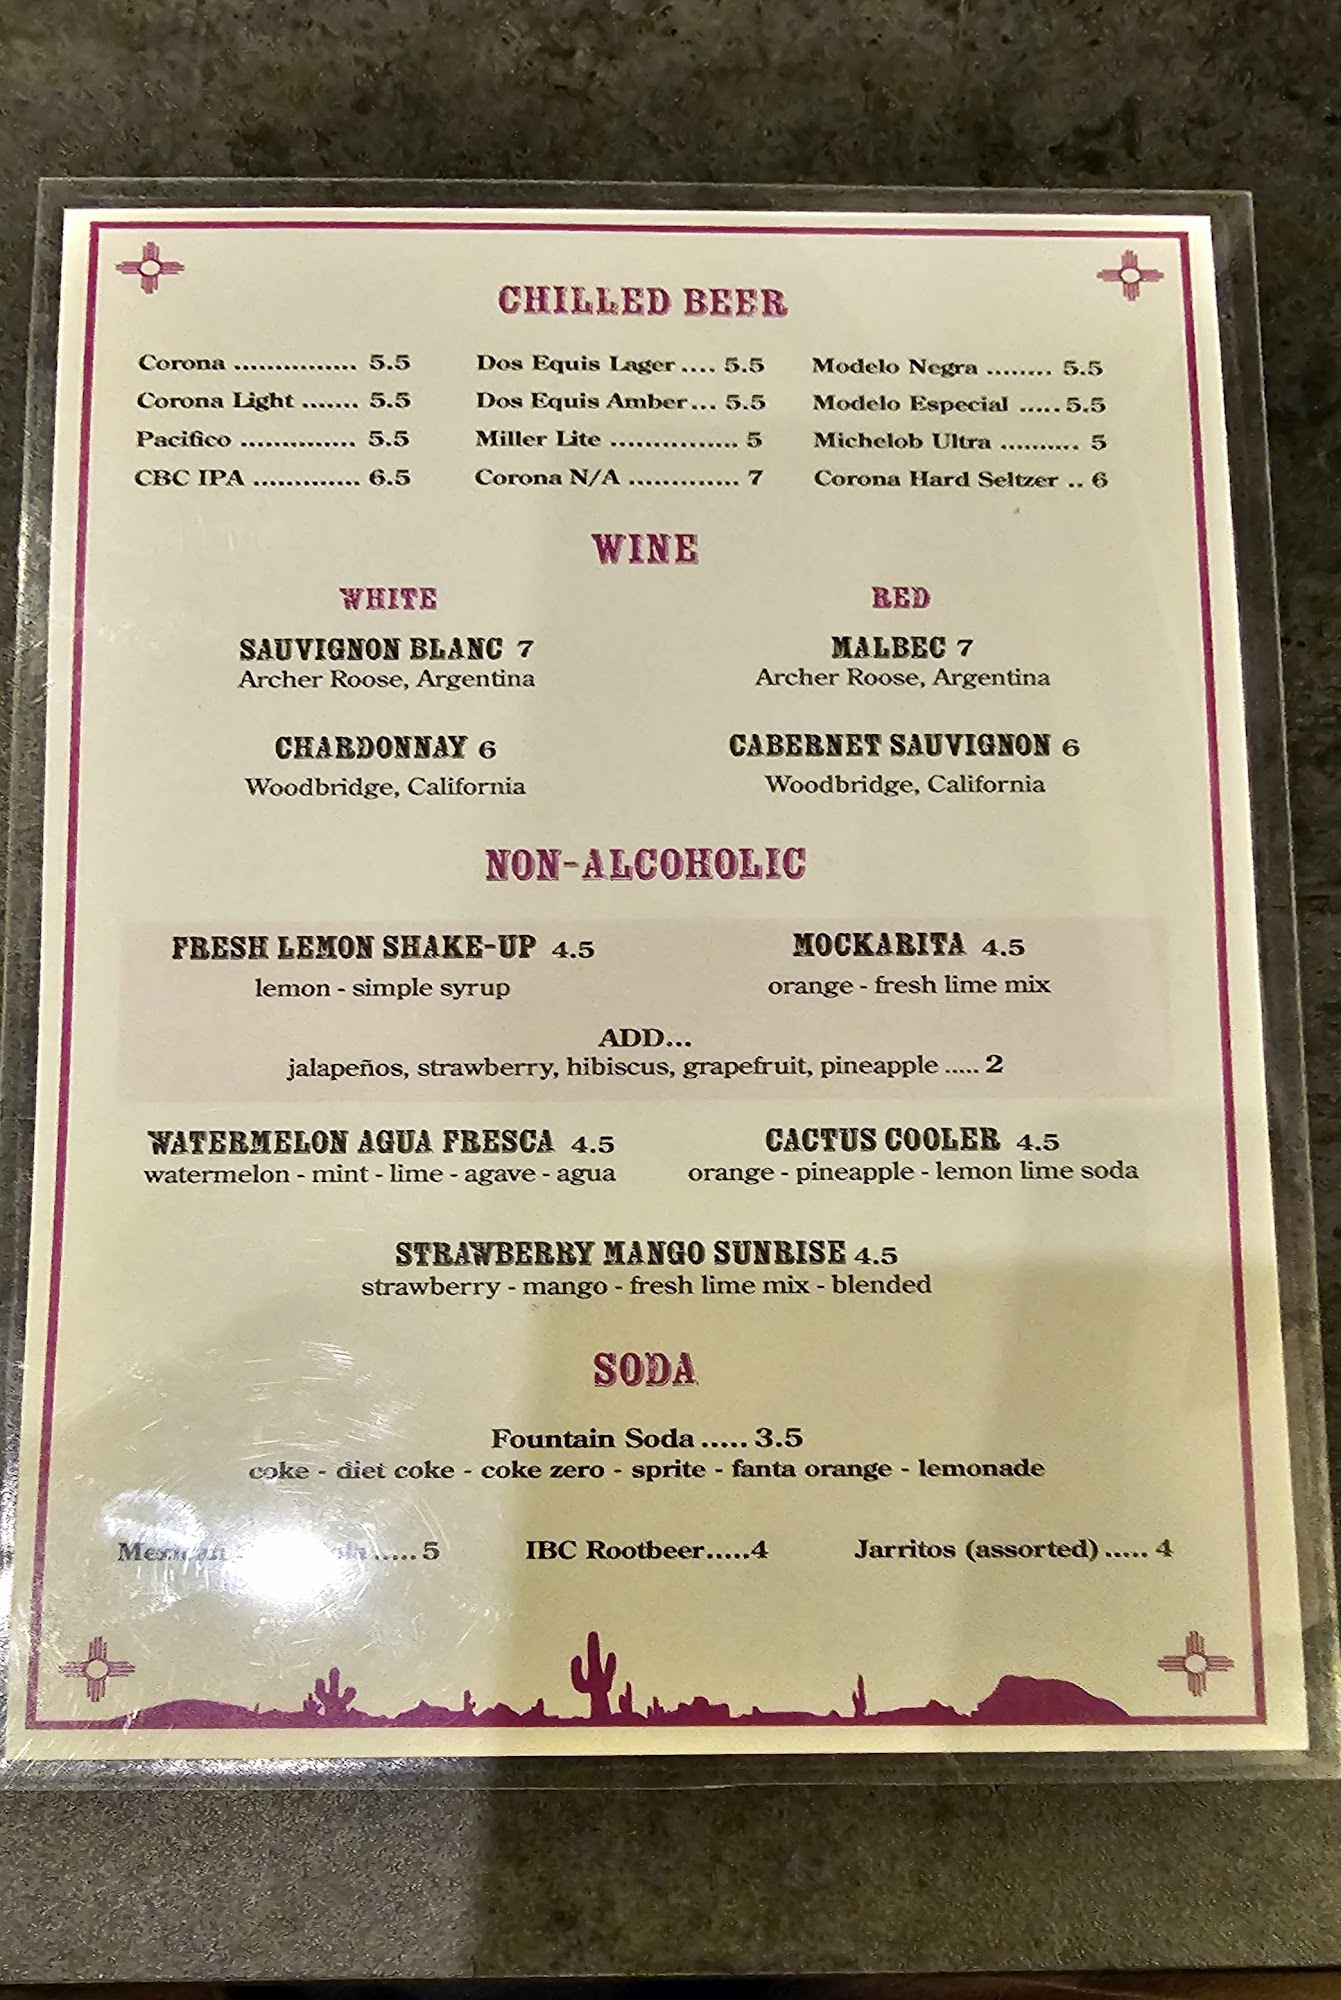 CHILLED BEER
Corona ............... 5.5
Dos Equis Lager .... 5.5
Modelo Negra ........ 5.5
Corona Light ....... 5.5
Dos Equis Amber... 5.5
Modelo Especial ..... 5.5
Pacifico .............. 5.5
Miller Lite ............... 5
Michelob Ultra .......... 5
CBC IPA ............. 6.5
Corona N/A ............. 7
Corona Hard Seltzer .. 6
WINE
WHITE
RED
SAUVIGNON BLANC 7
Archer Roose, Argentina
MALBEC 7
Archer Roose, Argentina
CHARDONNAY 6
Woodbridge, California
CABERNET SAUVIGNON 6
Woodbridge, California
NON-ALCOHOLIC
FRESH LEMON SHAKE-UP 4.5
lemon - simple syrup
MOCKARITA 4.5
orange - fresh lime mix
ADD...
jalapeños, strawberry, hibiscus, grapefruit, pineapple ..... 2
WATERMELON AGUA FRESCA 4.5
watermelon - mint - lime - agave - agua
CACTUS COOLER 4.5
orange - pineapple - lemon lime soda
STRAWBERRY MANGO SUNRISE 4.5
strawberry - mango - fresh lime mix - blended
SODA
Fountain Soda ..... 3.5
coke - diet coke - coke zero - sprite - fanta orange - lemonade
Mexican ..... 5
IBC Rootbeer.....4
Jarritos (assorted) ..... 4